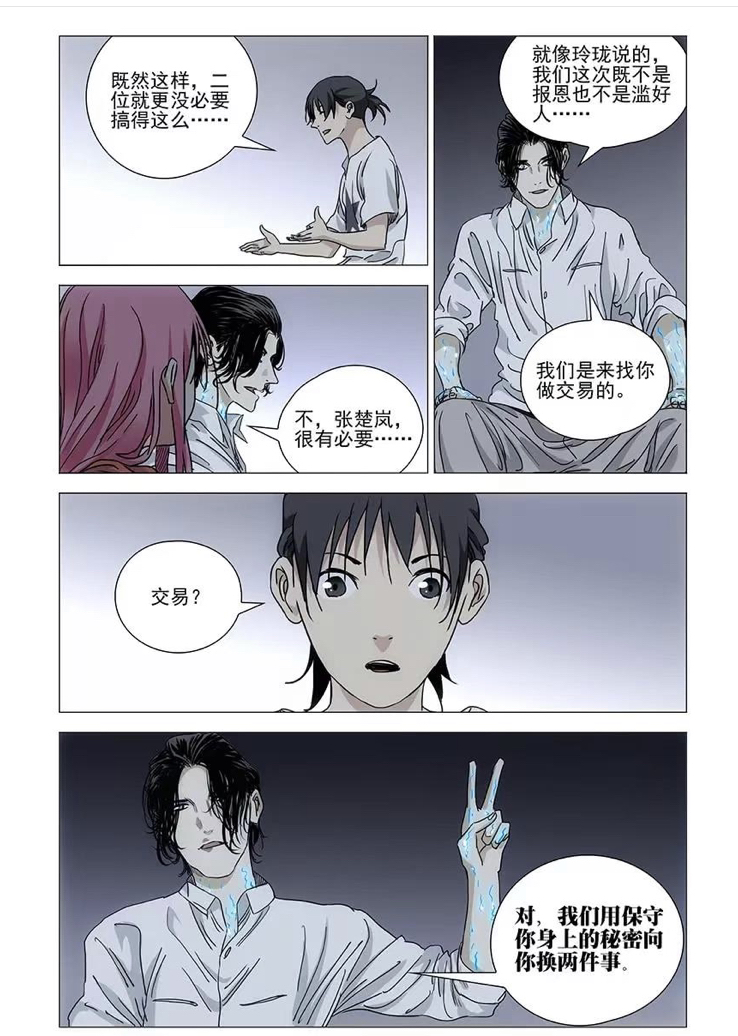 既然这样，二
位就更没必要
搞得这么……
不，张楚岚，
很有必要……
就像玲珑说的，
我们这次既不是
报恩也不是滥好
人……
我们是来找你
做交易的。
交易？
对，我们用保守
你身上的秘密向
你换两件事。